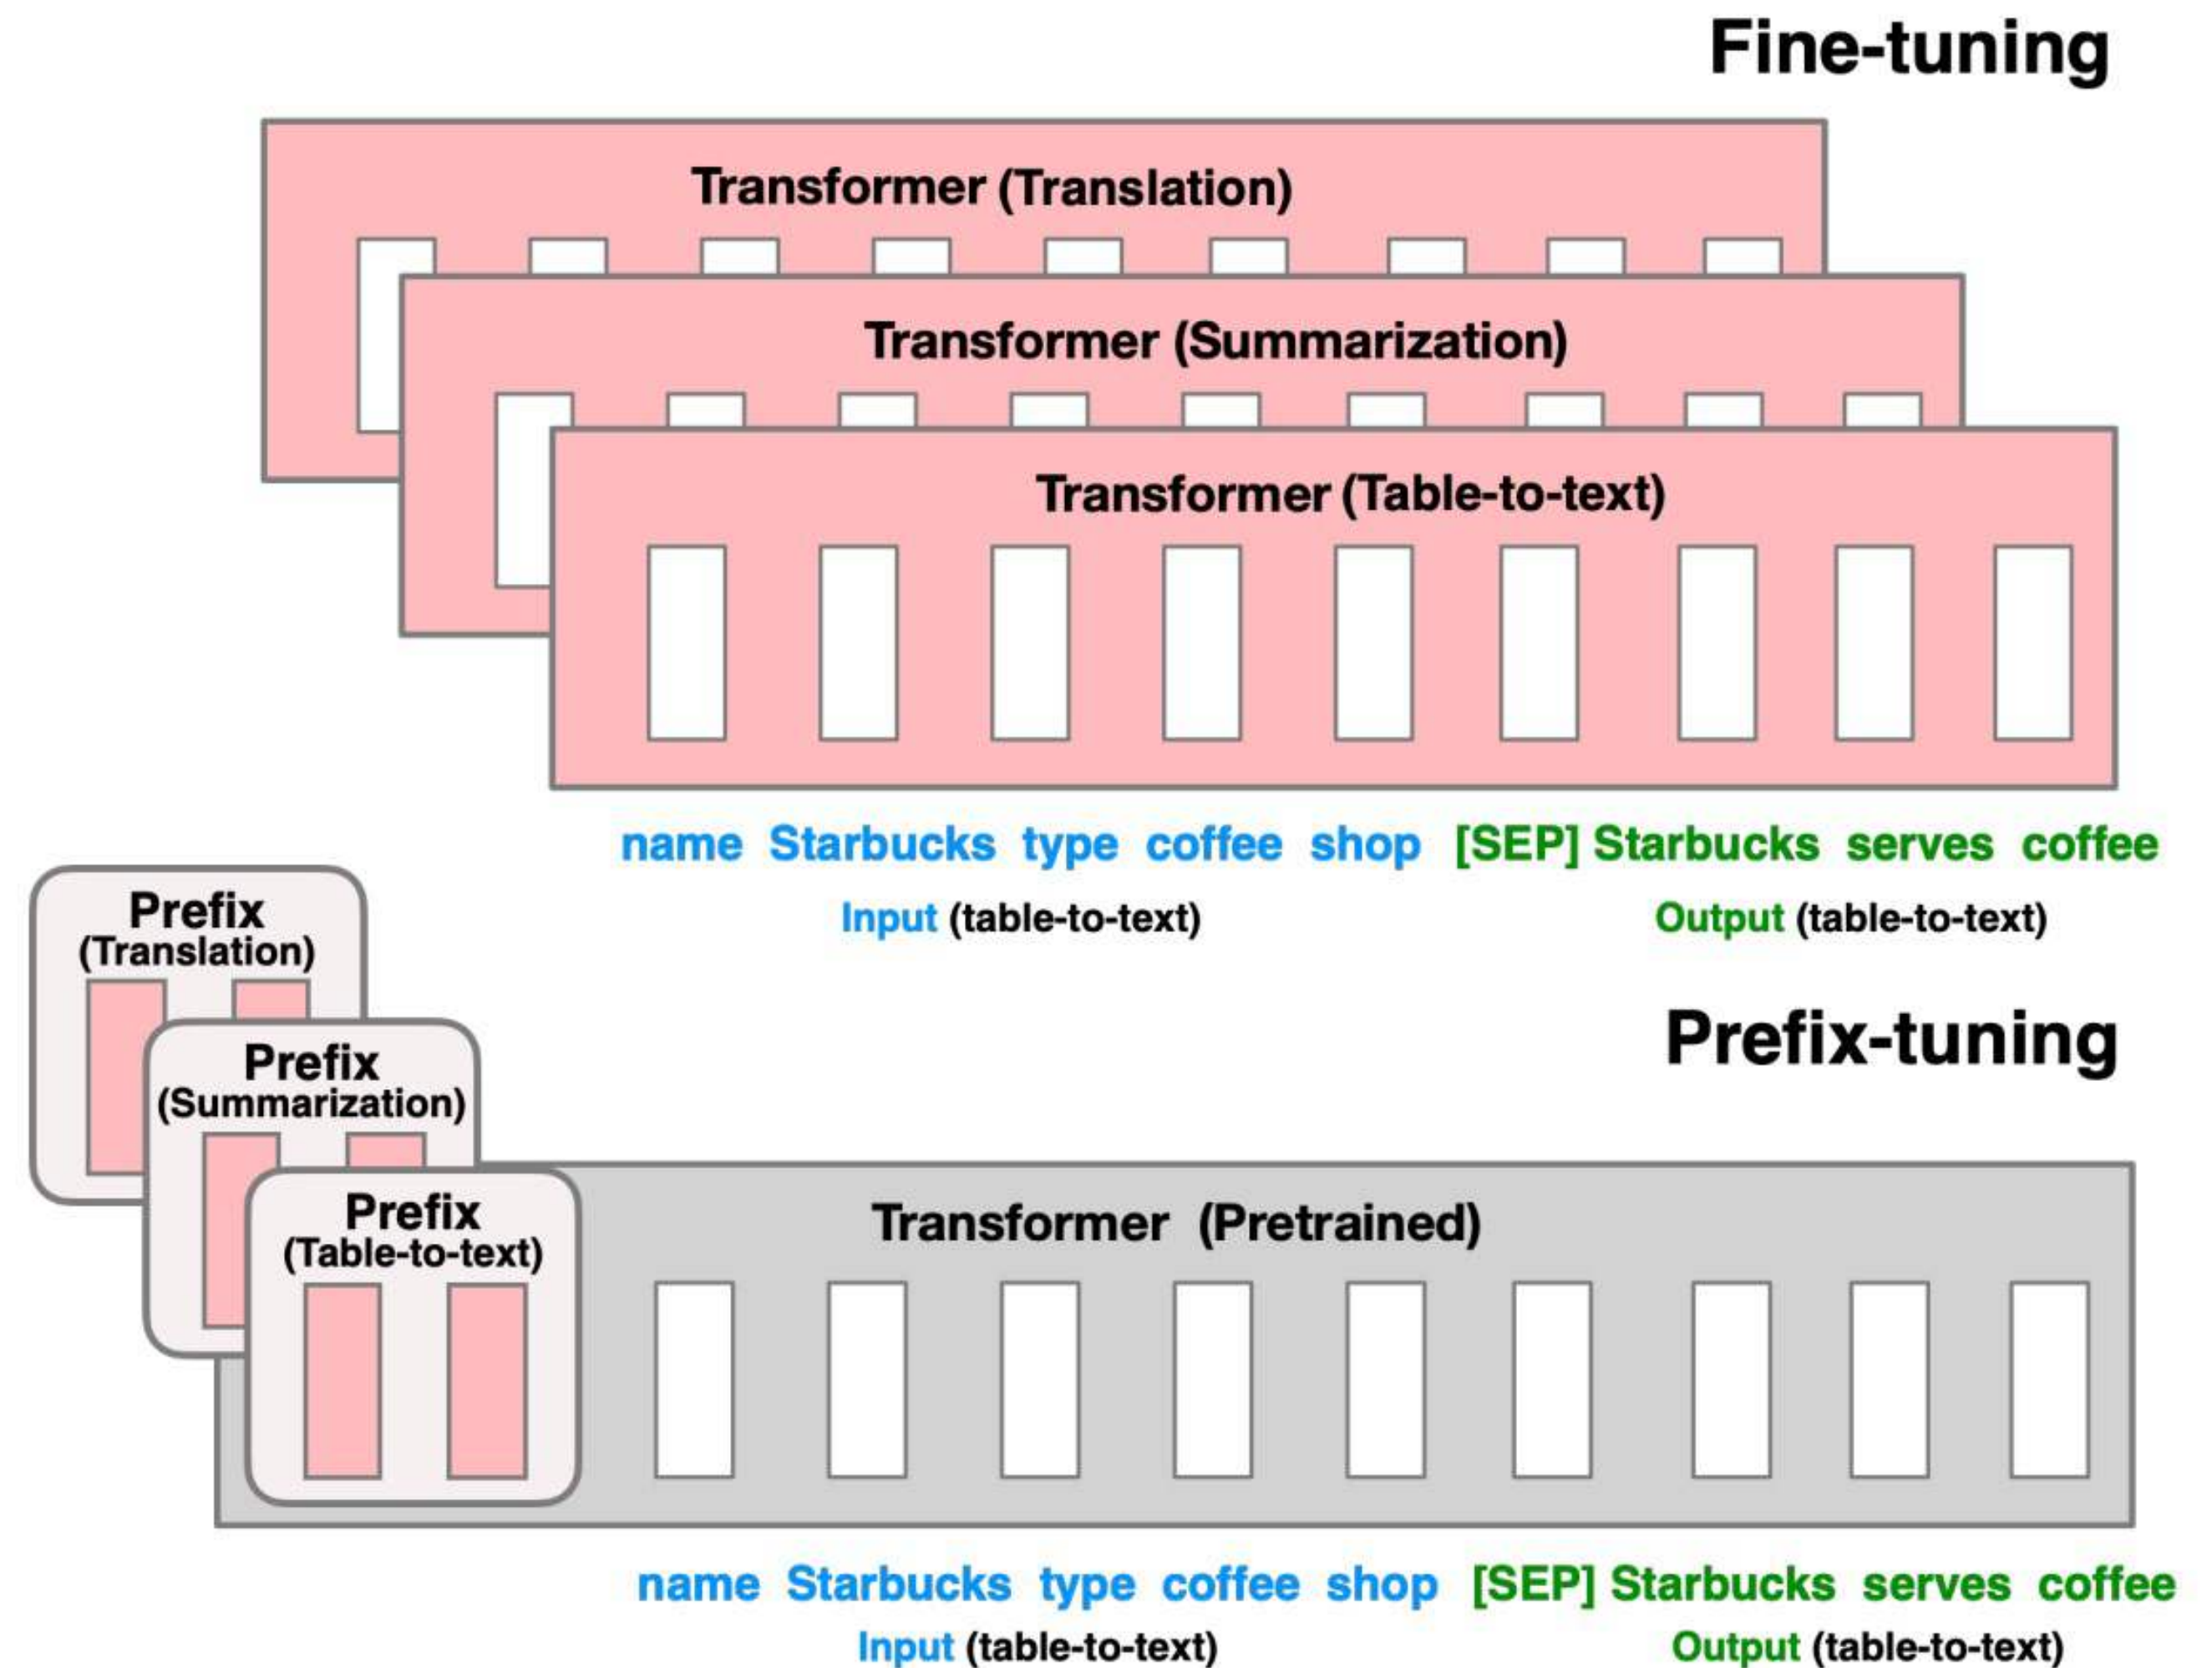 Fine-tuning
Transformer (Translation)
Transformer (Summarization)
Transformer (Table-to-text)
name Starbucks type coffee shop [SEP] Starbucks serves coffee
Input (table-to-text) Output (table-to-text)
Prefix
(Translation)
Prefix-tuning
Prefix
(Summarization)
Prefix
(Table-to-text)
Transformer (Pretrained)
name Starbucks type coffee shop [SEP] Starbucks serves coffee
Input (table-to-text) Output (table-to-text)